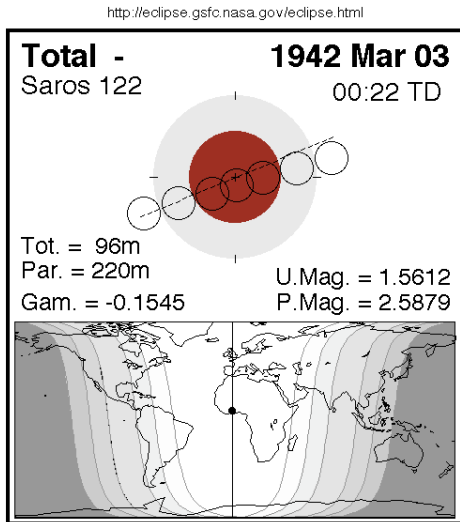 http://eclipse.gsfc.nasa.gov/eclipse.html
Total - 1942 Mar 03
Saros 122 00:22 TD
Tot. = 96m
Par. = 220m U.Mag. = 1.5612
Gam. = -0.1545 P.Mag. = 2.5879